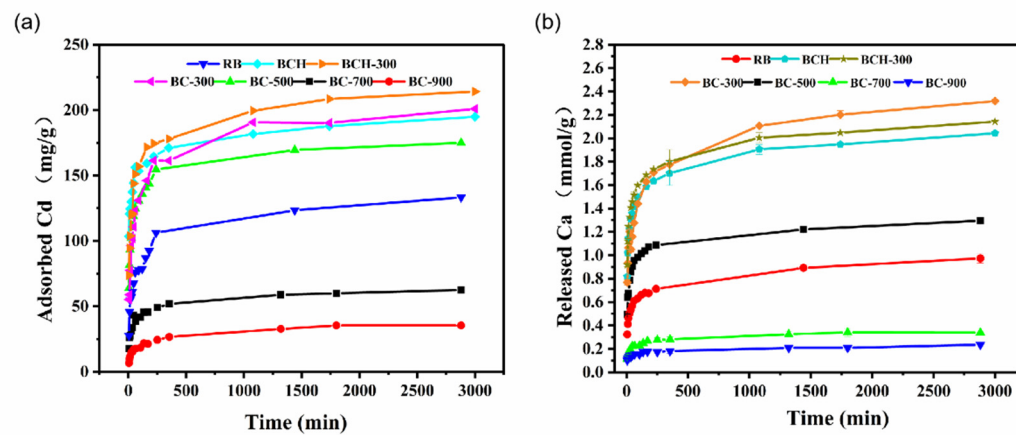 (a)
250
200
150
100
50
0
Adsorbed Cd (mg/g)
RB BCH BCH-300
BC-300 BC-500 BC-700 BC-900
0 500 1000 1500 2000 2500 3000
Time (min)
(b)
2.8
2.6
2.4
2.2
2.0
1.8
1.6
1.4
1.2
1.0
0.8
0.6
0.4
0.2
0.0
Released Ca (mmol/g)
RB BCH BCH-300
BC-300 BC-500 BC-700 BC-900
0 500 1000 1500 2000 2500 3000
Time (min)